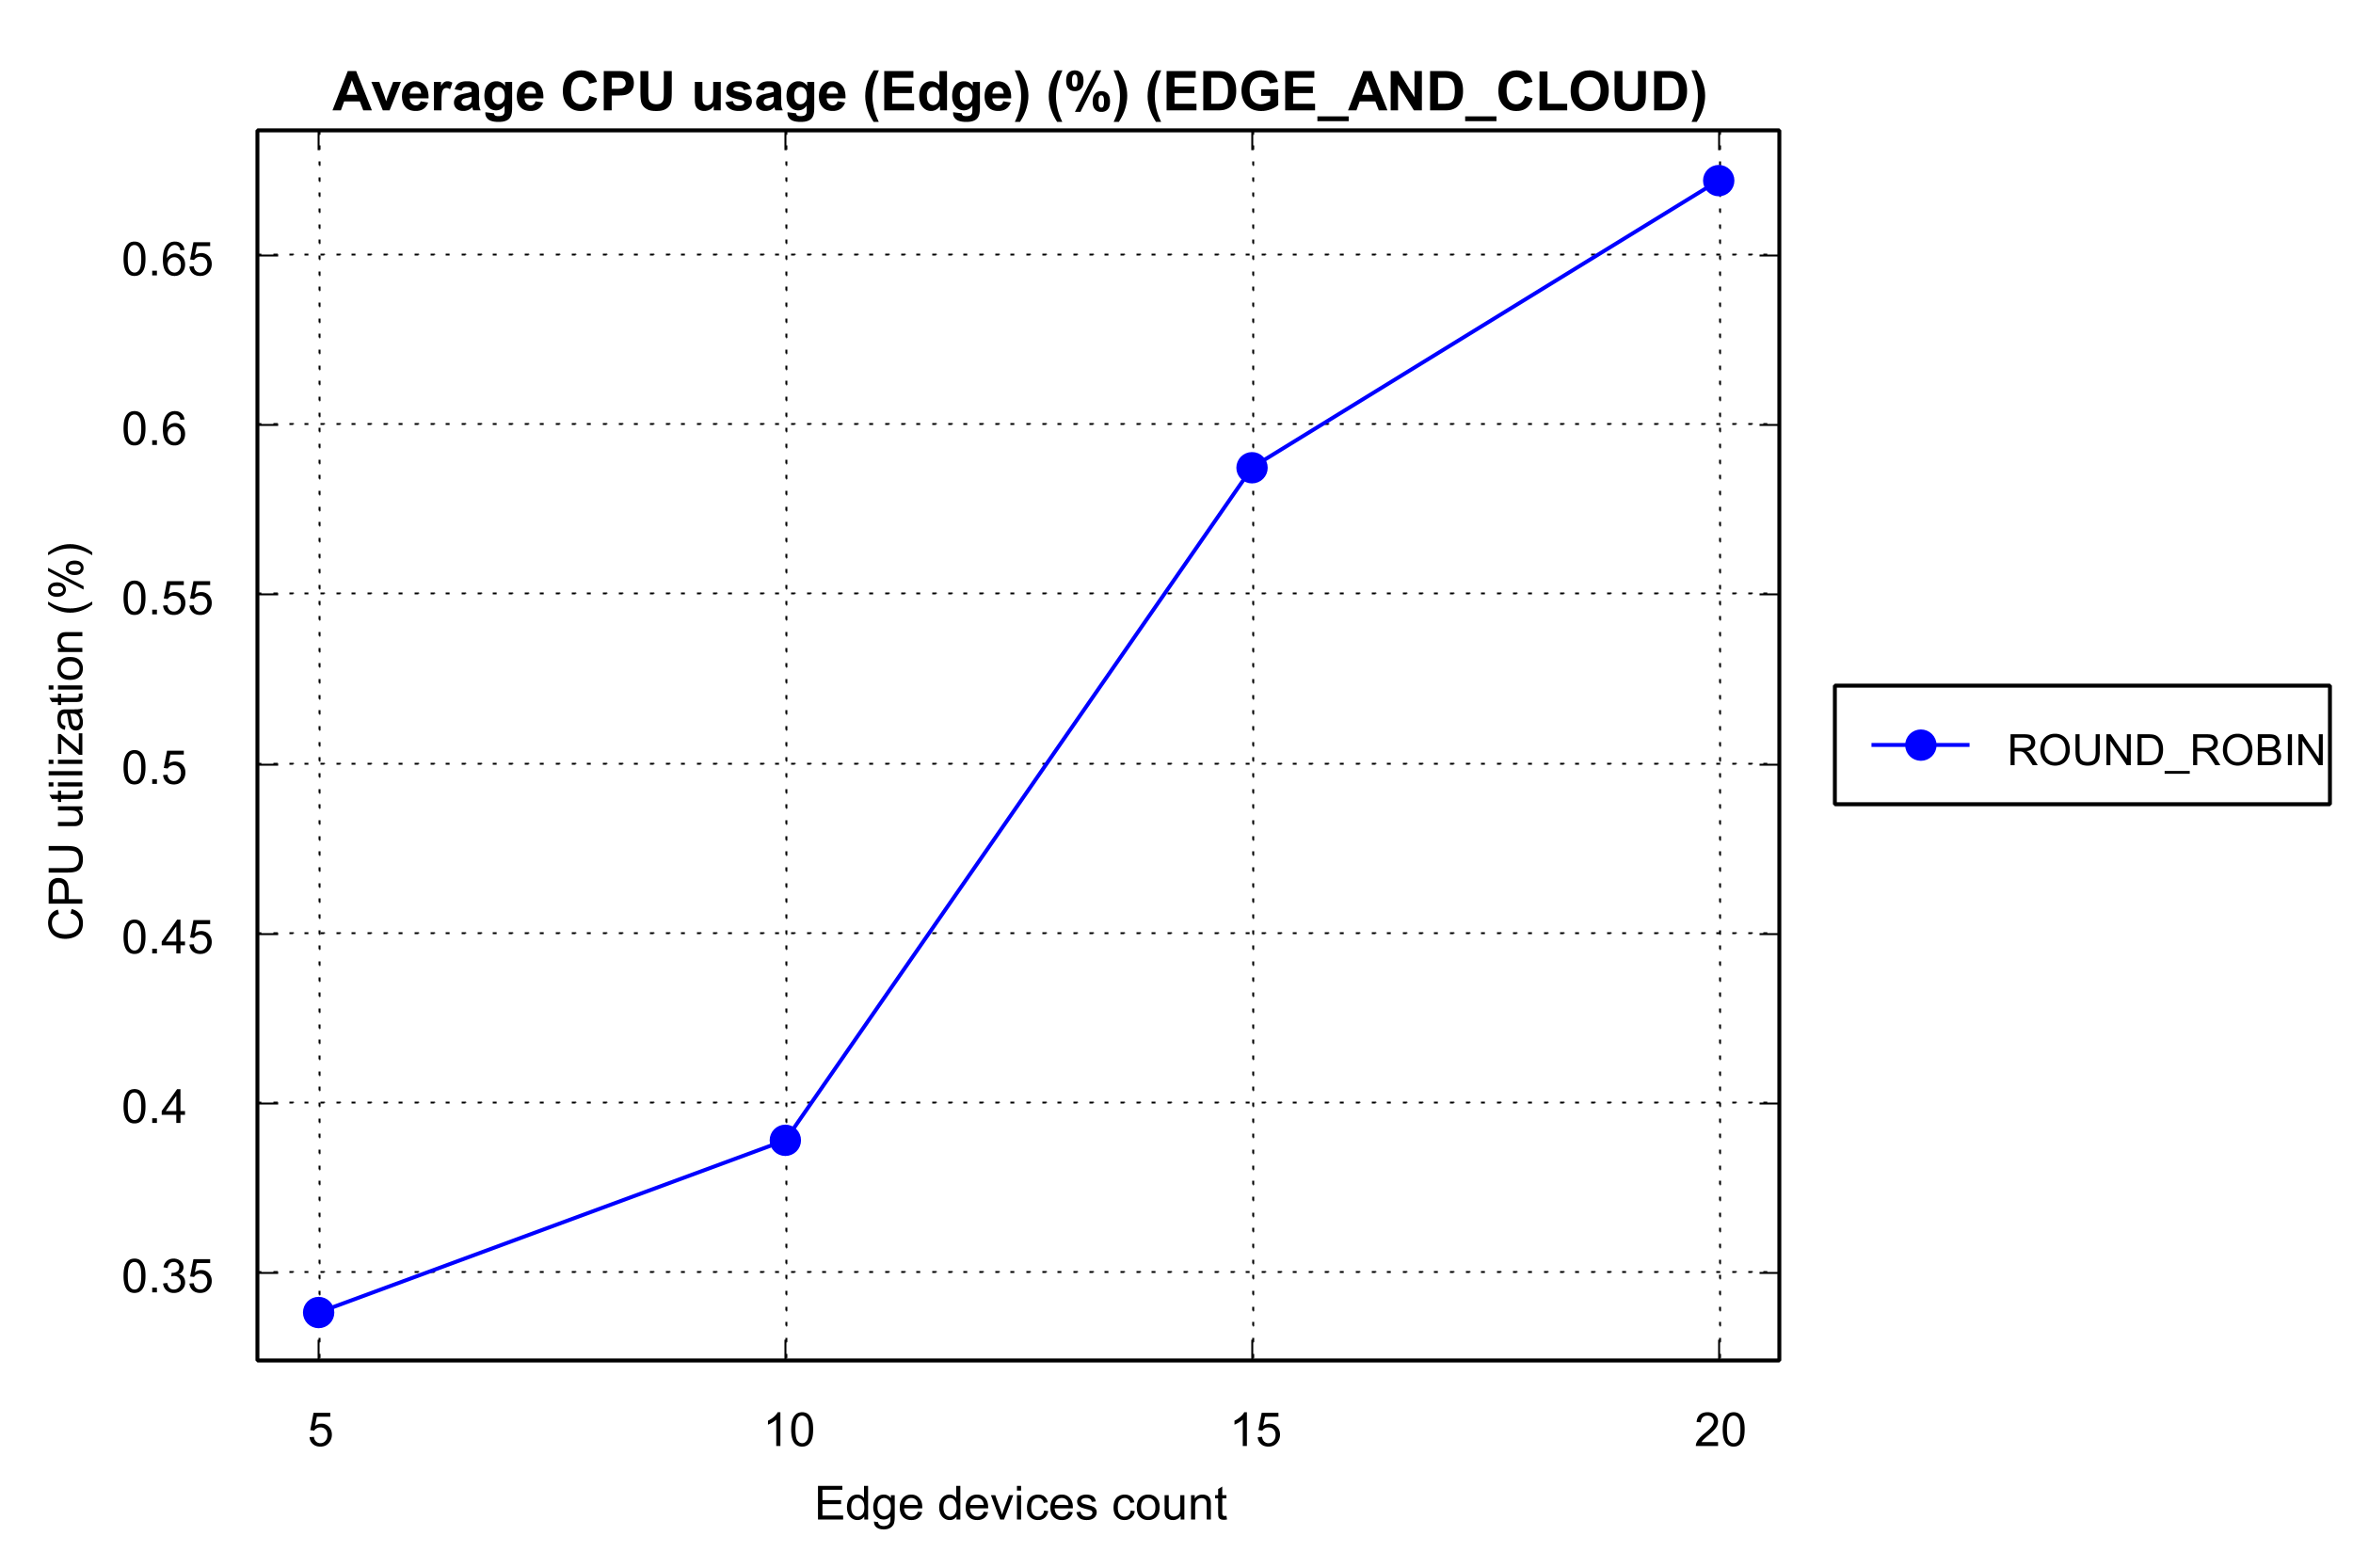 Average CPU usage (Edge) (%) (EDGE_AND_CLOUD)
CPU utilization (%)
0.65
0.6
0.55
0.5
0.45
0.4
0.35
5
10
15
20
Edge devices count
ROUND_ROBIN